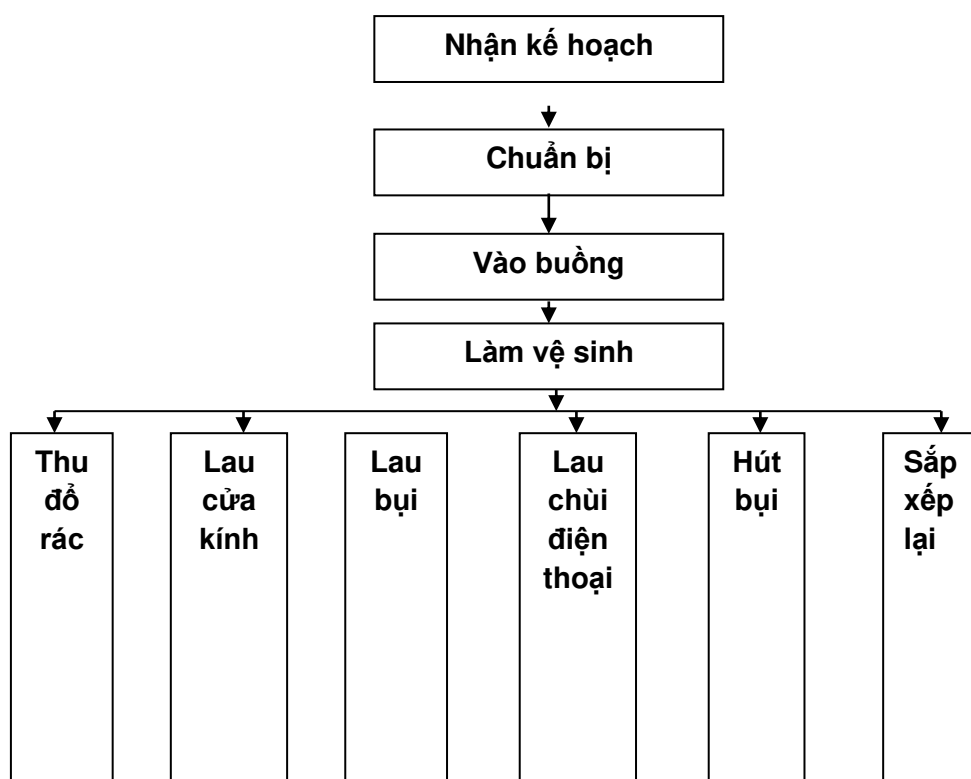 Nhận kế hoạch
Chuẩn bị
Vào buồng
Làm vệ sinh
Thu
đổ
rác
Lau
cửa
kính
Lau
bụi
Lau
chùi
điện
thoại
Hút
bụi
Sắp
xếp
lại